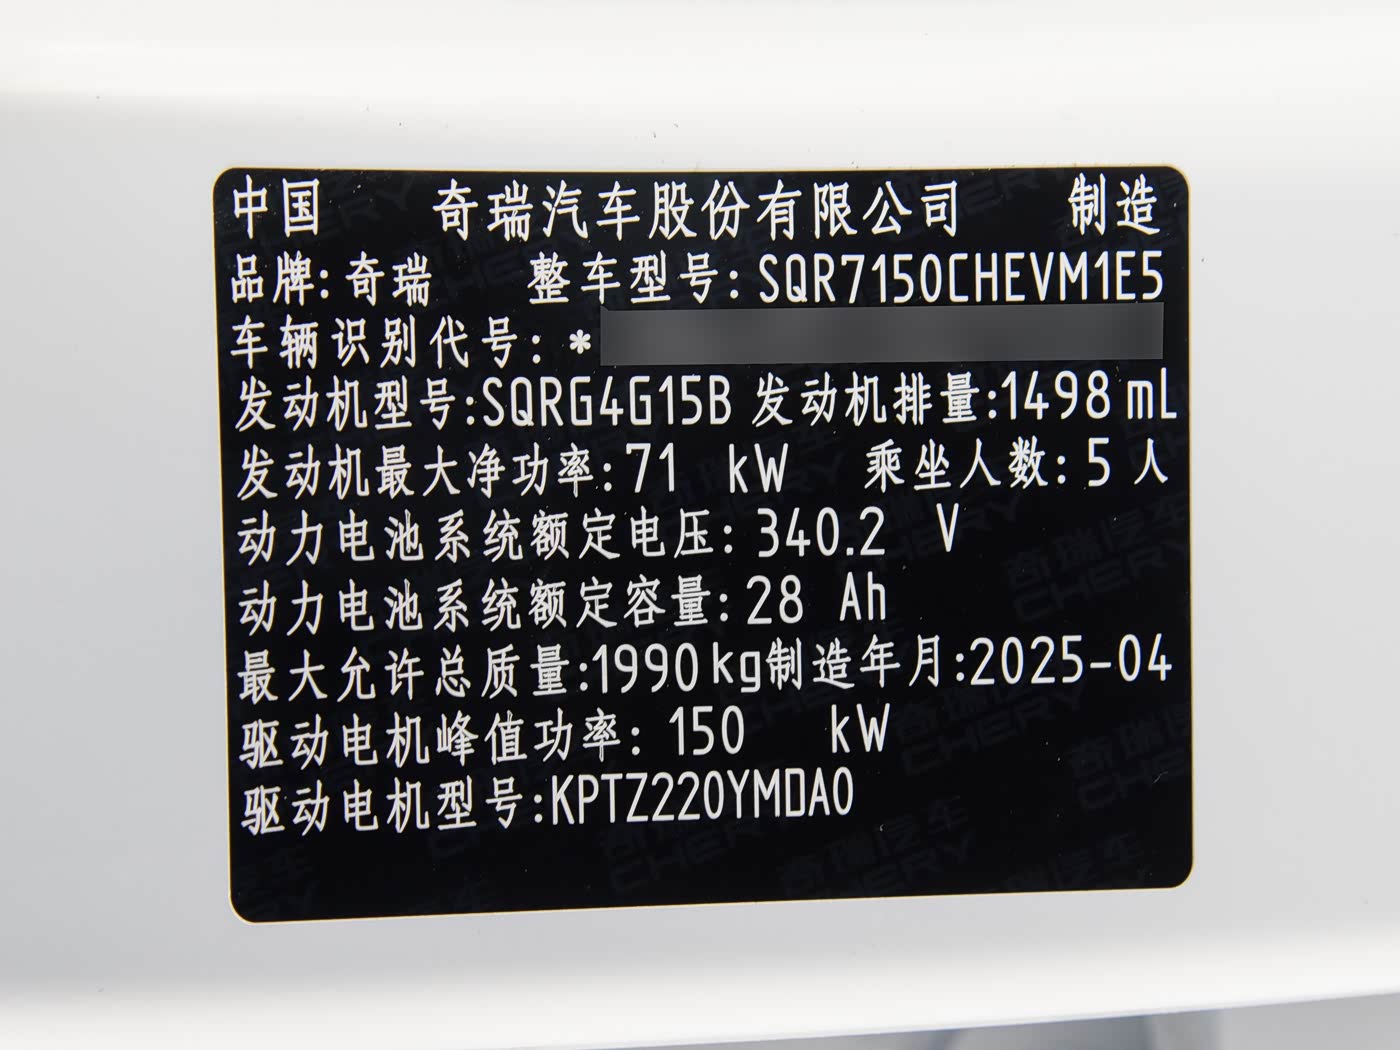 中国 奇瑞汽车股份有限公司 制造
品牌:奇瑞 整车型号:SQR7150CHEVM1E5
车辆识别代号:*
发动机型号:SQRG4G15B 发动机排量:1498 mL
发动机最大净功率:71 kW 乘坐人数:5 人
动力电池系统额定电压:340.2 V
动力电池系统额定容量:28 Ah
最大允许总质量:1990kg制造年月:2025-04
驱动电机峰值功率:150 kW
驱动电机型号:KPTZ220YMDA0